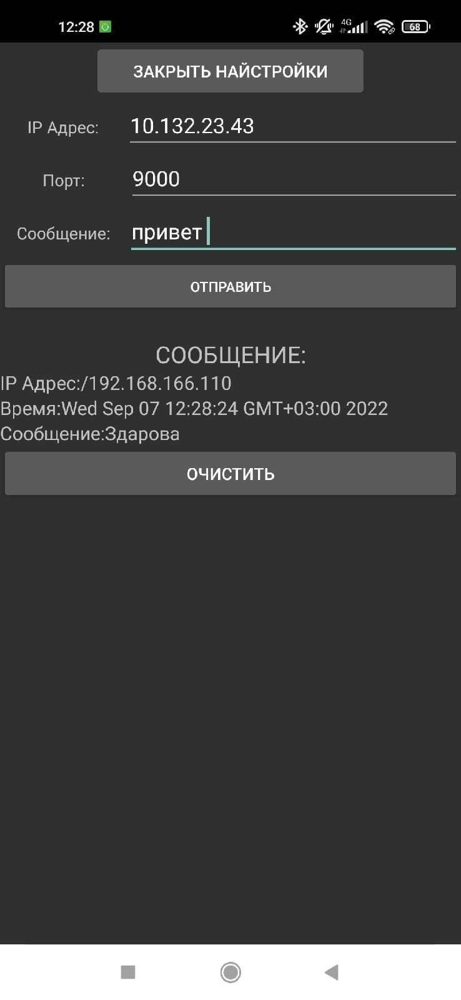 12:28 4G 68
ЗАКРЫТЬ НАЙСТРОЙКИ
IP Адрес: 10.132.23.43
Порт: 9000
Сообщение: привет
ОТПРАВИТЬ
СООБЩЕНИЕ:
IP Адрес:/192.168.166.110
Время:Wed Sep 07 12:28:24 GMT+03:00 2022
Сообщение:Здарова
ОЧИСТИТЬ